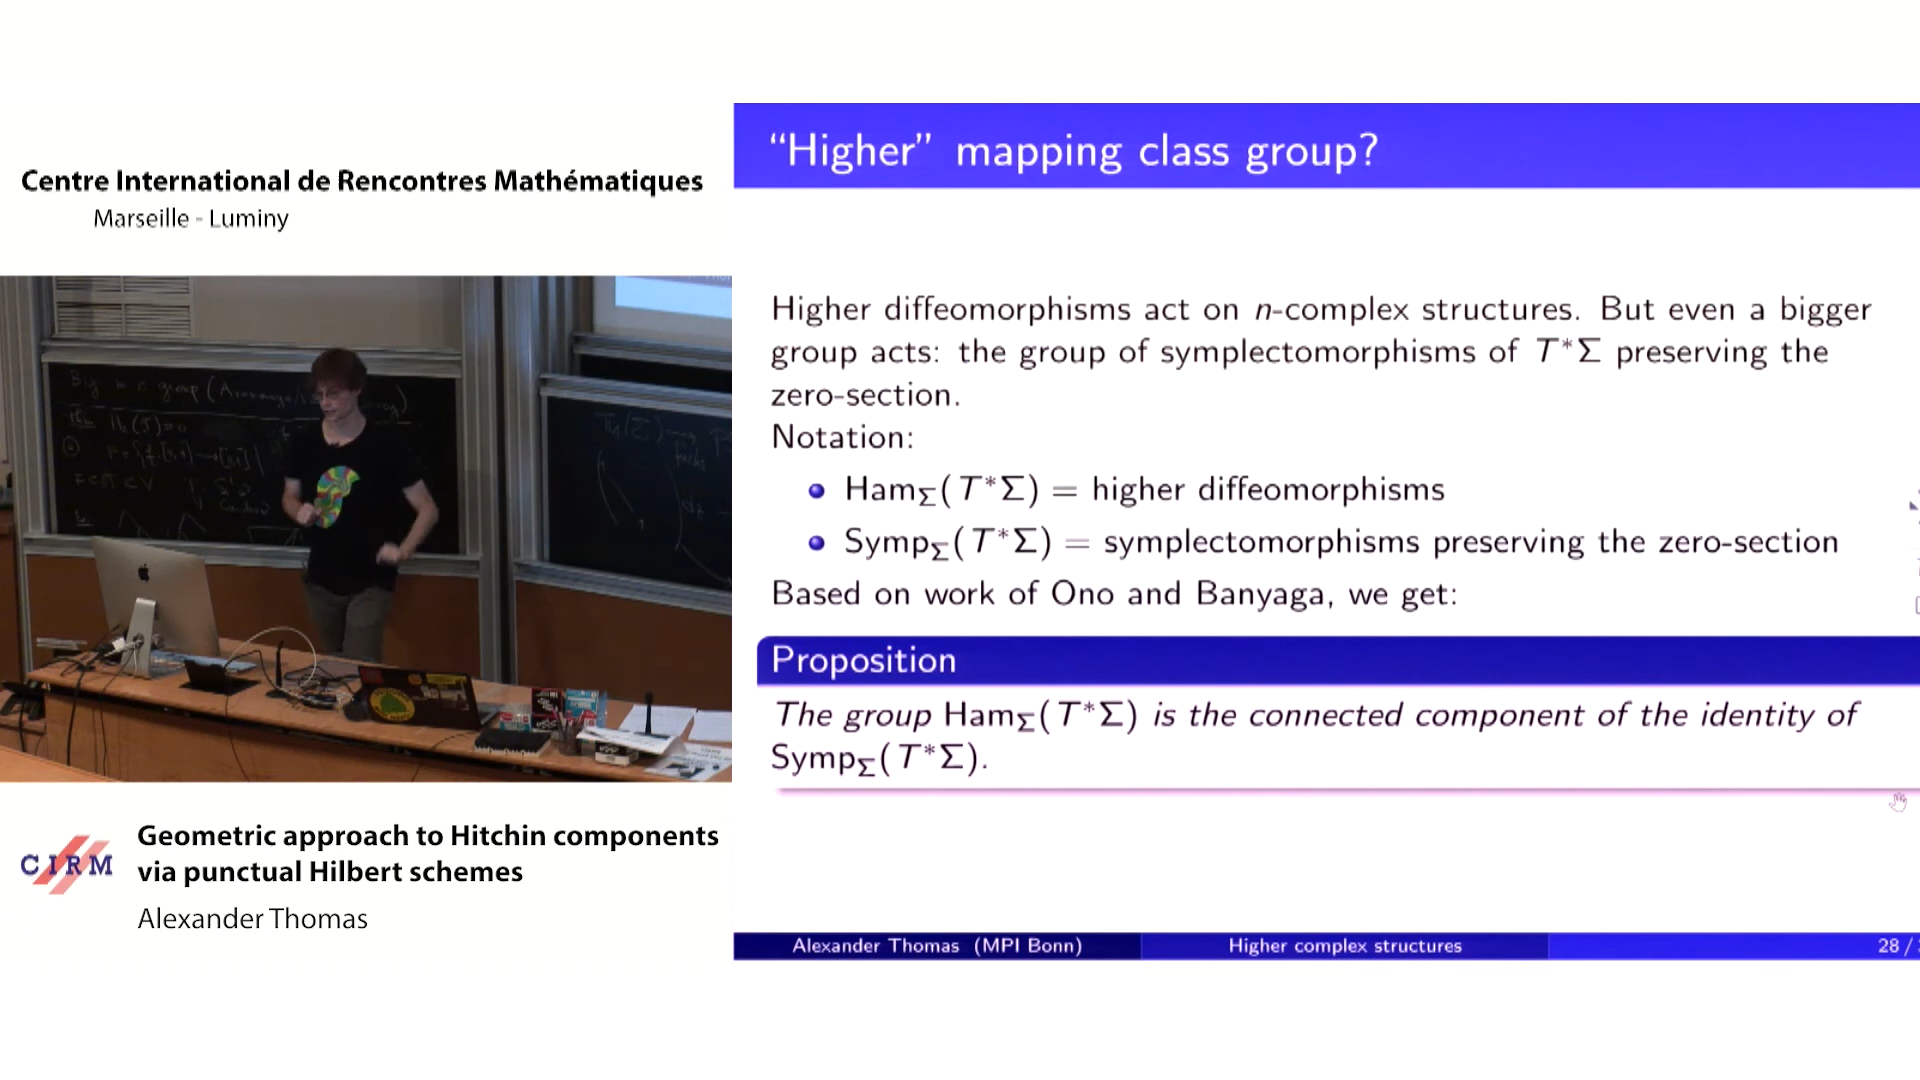 Centre International de Rencontres Mathématiques
Marseille - Luminy
Big m. c. group (
F ⊂ T ⊂ V
CIRM
Geometric approach to Hitchin components
via punctual Hilbert schemes
Alexander Thomas
“Higher” mapping class group?
Higher diffeomorphisms act on n-complex structures. But even a bigger
group acts: the group of symplectomorphisms of T*Σ preserving the
zero-section.
Notation:
Ham_Σ(T*Σ) = higher diffeomorphisms
Symp_Σ(T*Σ) = symplectomorphisms preserving the zero-section
Based on work of Ono and Banyaga, we get:
Proposition
The group Ham_Σ(T*Σ) is the connected component of the identity of
Symp_Σ(T*Σ).
Alexander Thomas (MPI Bonn)
Higher complex structures
28 /